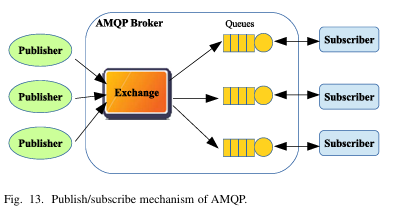 AMQP Broker
Queues
Publisher
Publisher
Publisher
Exchange
Subscriber
Subscriber
Subscriber
Fig. 13. Publish/subscribe mechanism of AMQP.